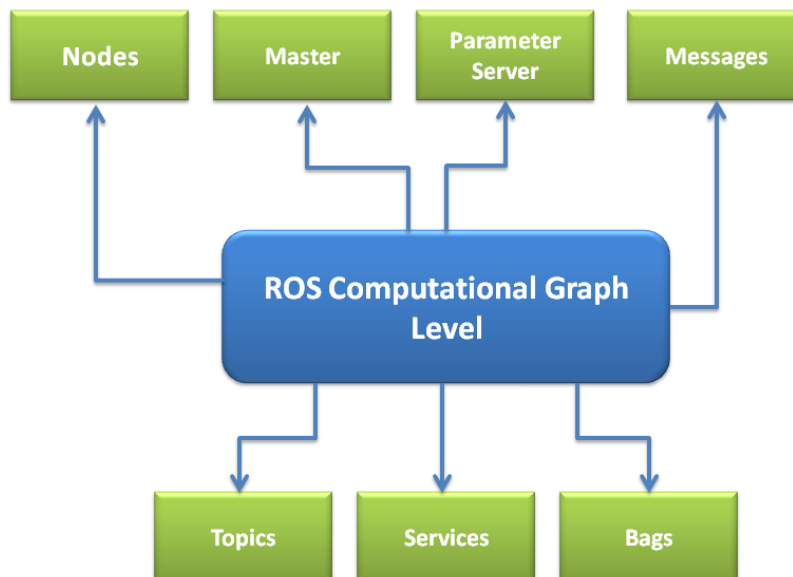 Nodes
Master
Parameter
Server
Messages
ROS Computational Graph
Level
Topics
Services
Bags